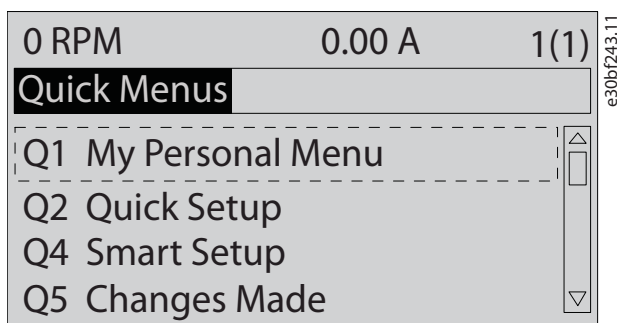 0 RPM 0.00 A 1(1)
Quick Menus
Q1 My Personal Menu
Q2 Quick Setup
Q4 Smart Setup
Q5 Changes Made
e30bf243.11